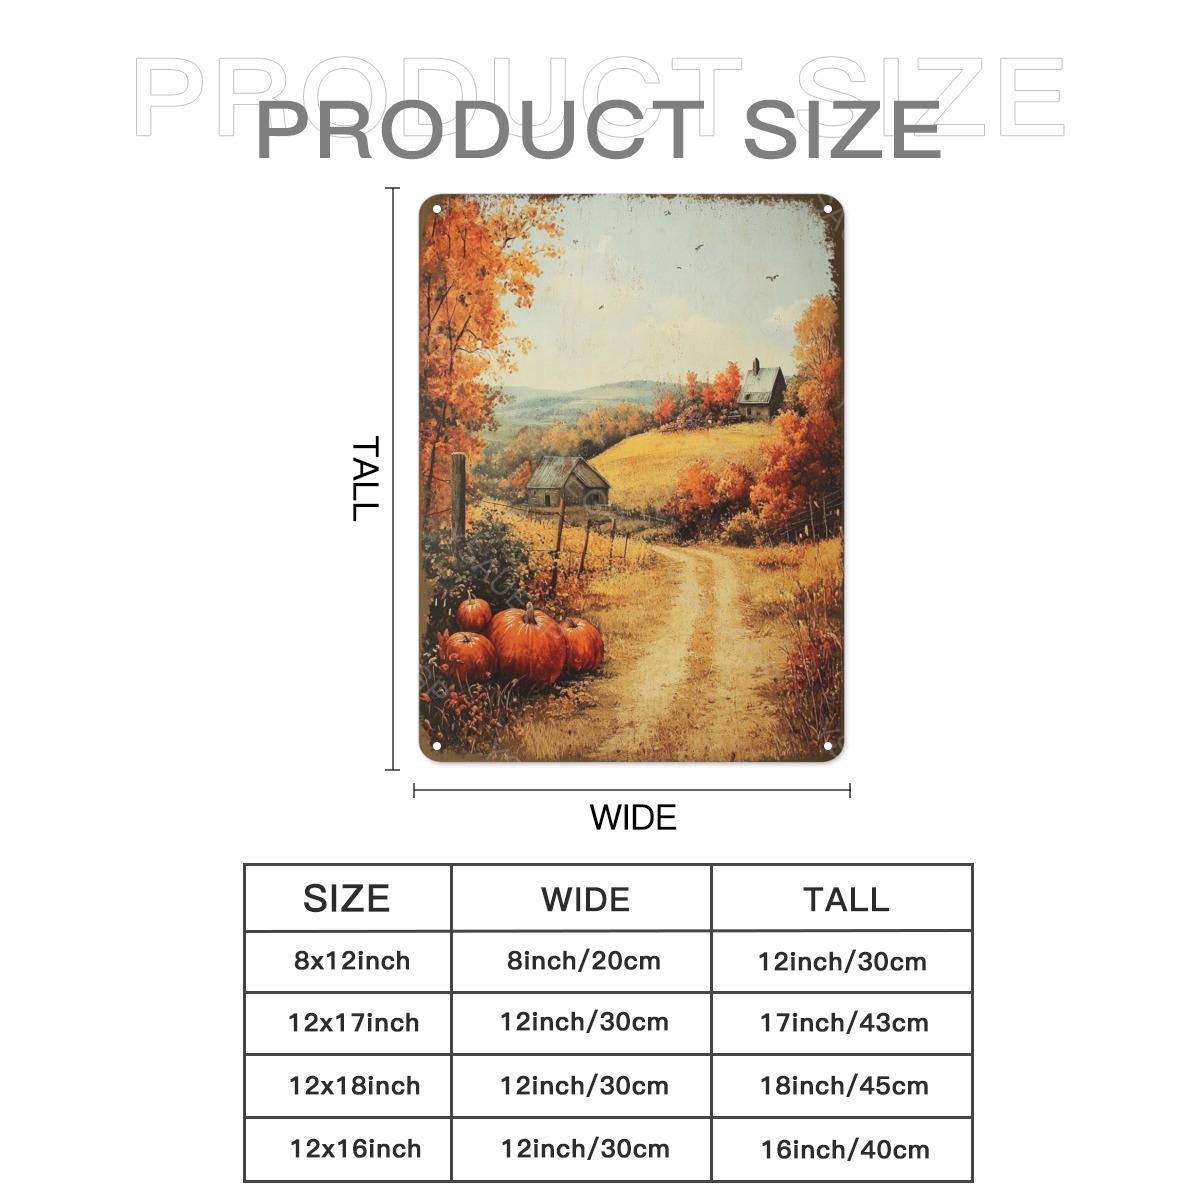 PRODUCT SIZE
PRODUCT SIZE
TALL
WIDE
SIZE WIDE TALL
8x12inch 8inch/20cm 12inch/30cm
12x17inch 12inch/30cm 17inch/43cm
12x18inch 12inch/30cm 18inch/45cm
12x16inch 12inch/30cm 16inch/40cm